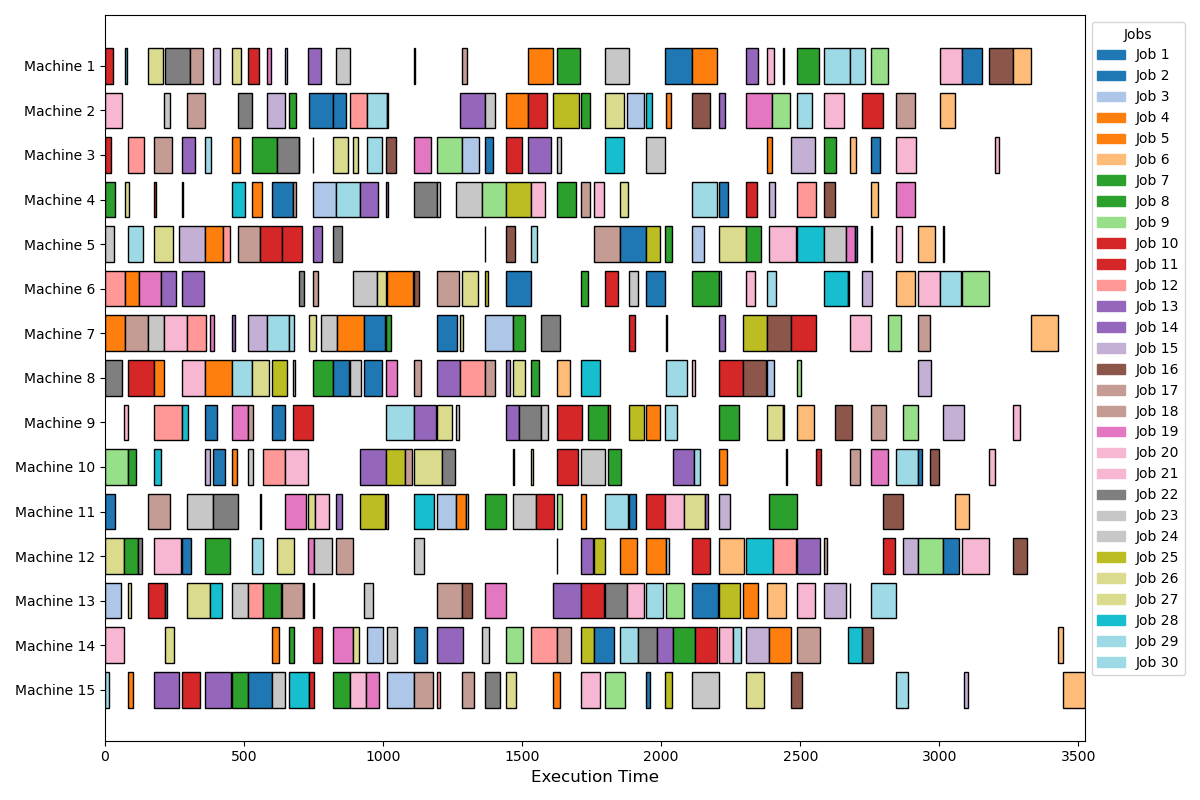 Machine 1
Machine 2
Machine 3
Machine 4
Machine 5
Machine 6
Machine 7
Machine 8
Machine 9
Machine 10
Machine 11
Machine 12
Machine 13
Machine 14
Machine 15
0 500 1000 1500 2000 2500 3000 3500
Execution Time
Jobs
Job 1
Job 2
Job 3
Job 4
Job 5
Job 6
Job 7
Job 8
Job 9
Job 10
Job 11
Job 12
Job 13
Job 14
Job 15
Job 16
Job 17
Job 18
Job 19
Job 20
Job 21
Job 22
Job 23
Job 24
Job 25
Job 26
Job 27
Job 28
Job 29
Job 30